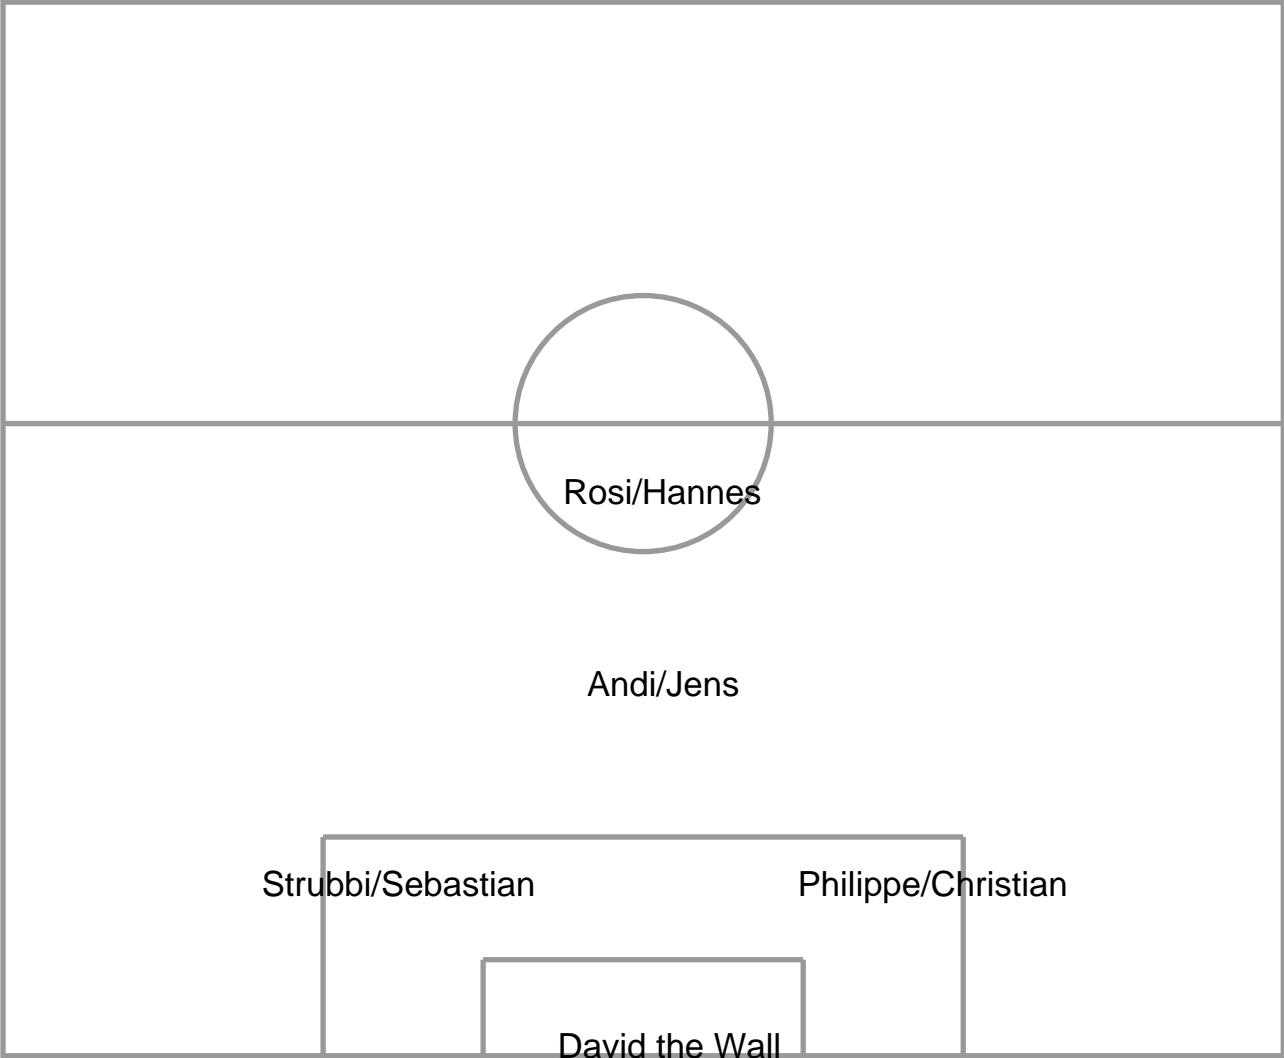 Rosi/Hannes
Andi/Jens
Strubbi/Sebastian
Philippe/Christian
David the Wall